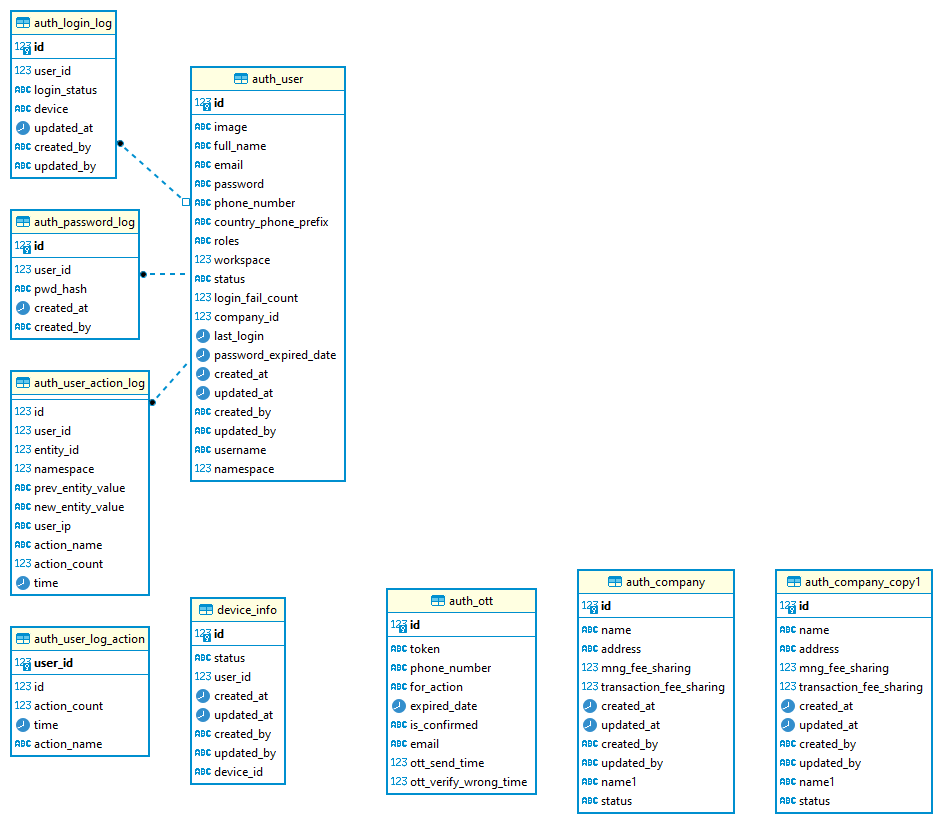 auth_login_log
123 id
123 user_id
ABC login_status
ABC device
updated_at
ABC created_by
ABC updated_by
auth_password_log
123 id
123 user_id
ABC pwd_hash
created_at
ABC created_by
auth_user_action_log
123 id
123 user_id
123 entity_id
123 namespace
ABC prev_entity_value
ABC new_entity_value
ABC user_ip
ABC action_name
123 action_count
time
auth_user_log_action
123 user_id
123 id
123 action_count
time
ABC action_name
auth_user
123 id
ABC image
ABC full_name
ABC email
ABC password
ABC phone_number
ABC country_phone_prefix
ABC roles
123 workspace
ABC status
123 login_fail_count
123 company_id
last_login
password_expired_date
created_at
updated_at
ABC created_by
ABC updated_by
ABC username
123 namespace
device_info
123 id
ABC status
123 user_id
created_at
updated_at
ABC created_by
ABC updated_by
ABC device_id
auth_ott
123 id
ABC token
ABC phone_number
ABC for_action
expired_date
ABC is_confirmed
ABC email
123 ott_send_time
123 ott_verify_wrong_time
auth_company
123 id
ABC name
ABC address
123 mng_fee_sharing
123 transaction_fee_sharing
created_at
updated_at
ABC created_by
ABC updated_by
ABC name1
ABC status
auth_company_copy1
123 id
ABC name
ABC address
123 mng_fee_sharing
123 transaction_fee_sharing
created_at
updated_at
ABC created_by
ABC updated_by
ABC name1
ABC status